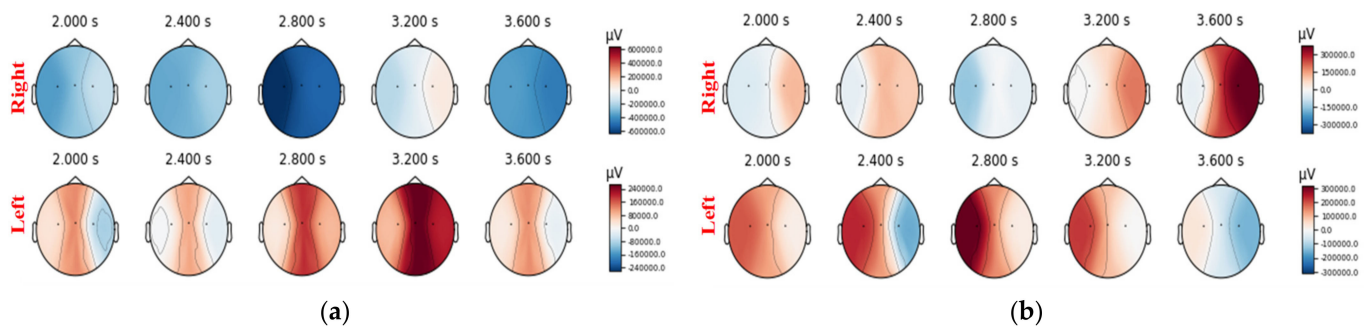 2.000 s 2.400 s 2.800 s 3.200 s 3.600 s
µV
Right
600000.0
400000.0
200000.0
0.0
-200000.0
-400000.0
-600000.0
2.000 s 2.400 s 2.800 s 3.200 s 3.600 s
µV
Left
240000.0
160000.0
80000.0
0.0
-80000.0
-160000.0
-240000.0
(a)
2.000 s 2.400 s 2.800 s 3.200 s 3.600 s
µV
Right
300000.0
150000.0
0.0
-150000.0
-300000.0
2.000 s 2.400 s 2.800 s 3.200 s 3.600 s
µV
Left
300000.0
200000.0
100000.0
0.0
-100000.0
-200000.0
-300000.0
(b)